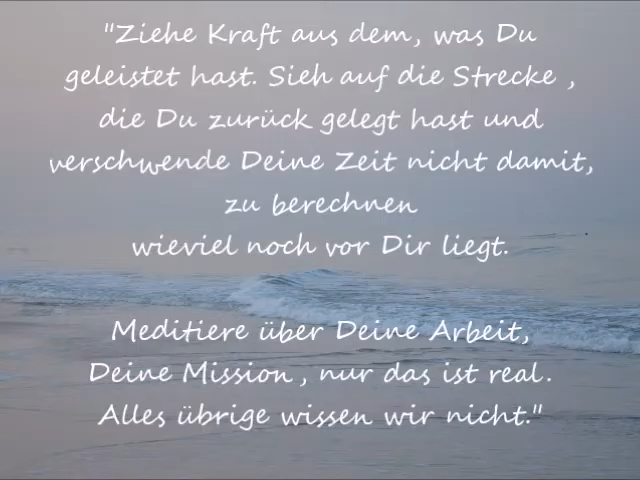 "Ziehe Kraft aus dem, was Du
geleistet hast. Sieh auf die Strecke ,
die Du zurück gelegt hast und
verschwende Deine Zeit nicht damit,
zu berechnen
wieviel noch vor Dir liegt.
Meditiere über Deine Arbeit,
Deine Mission , nur das ist real.
Alles übrige wissen wir nicht."